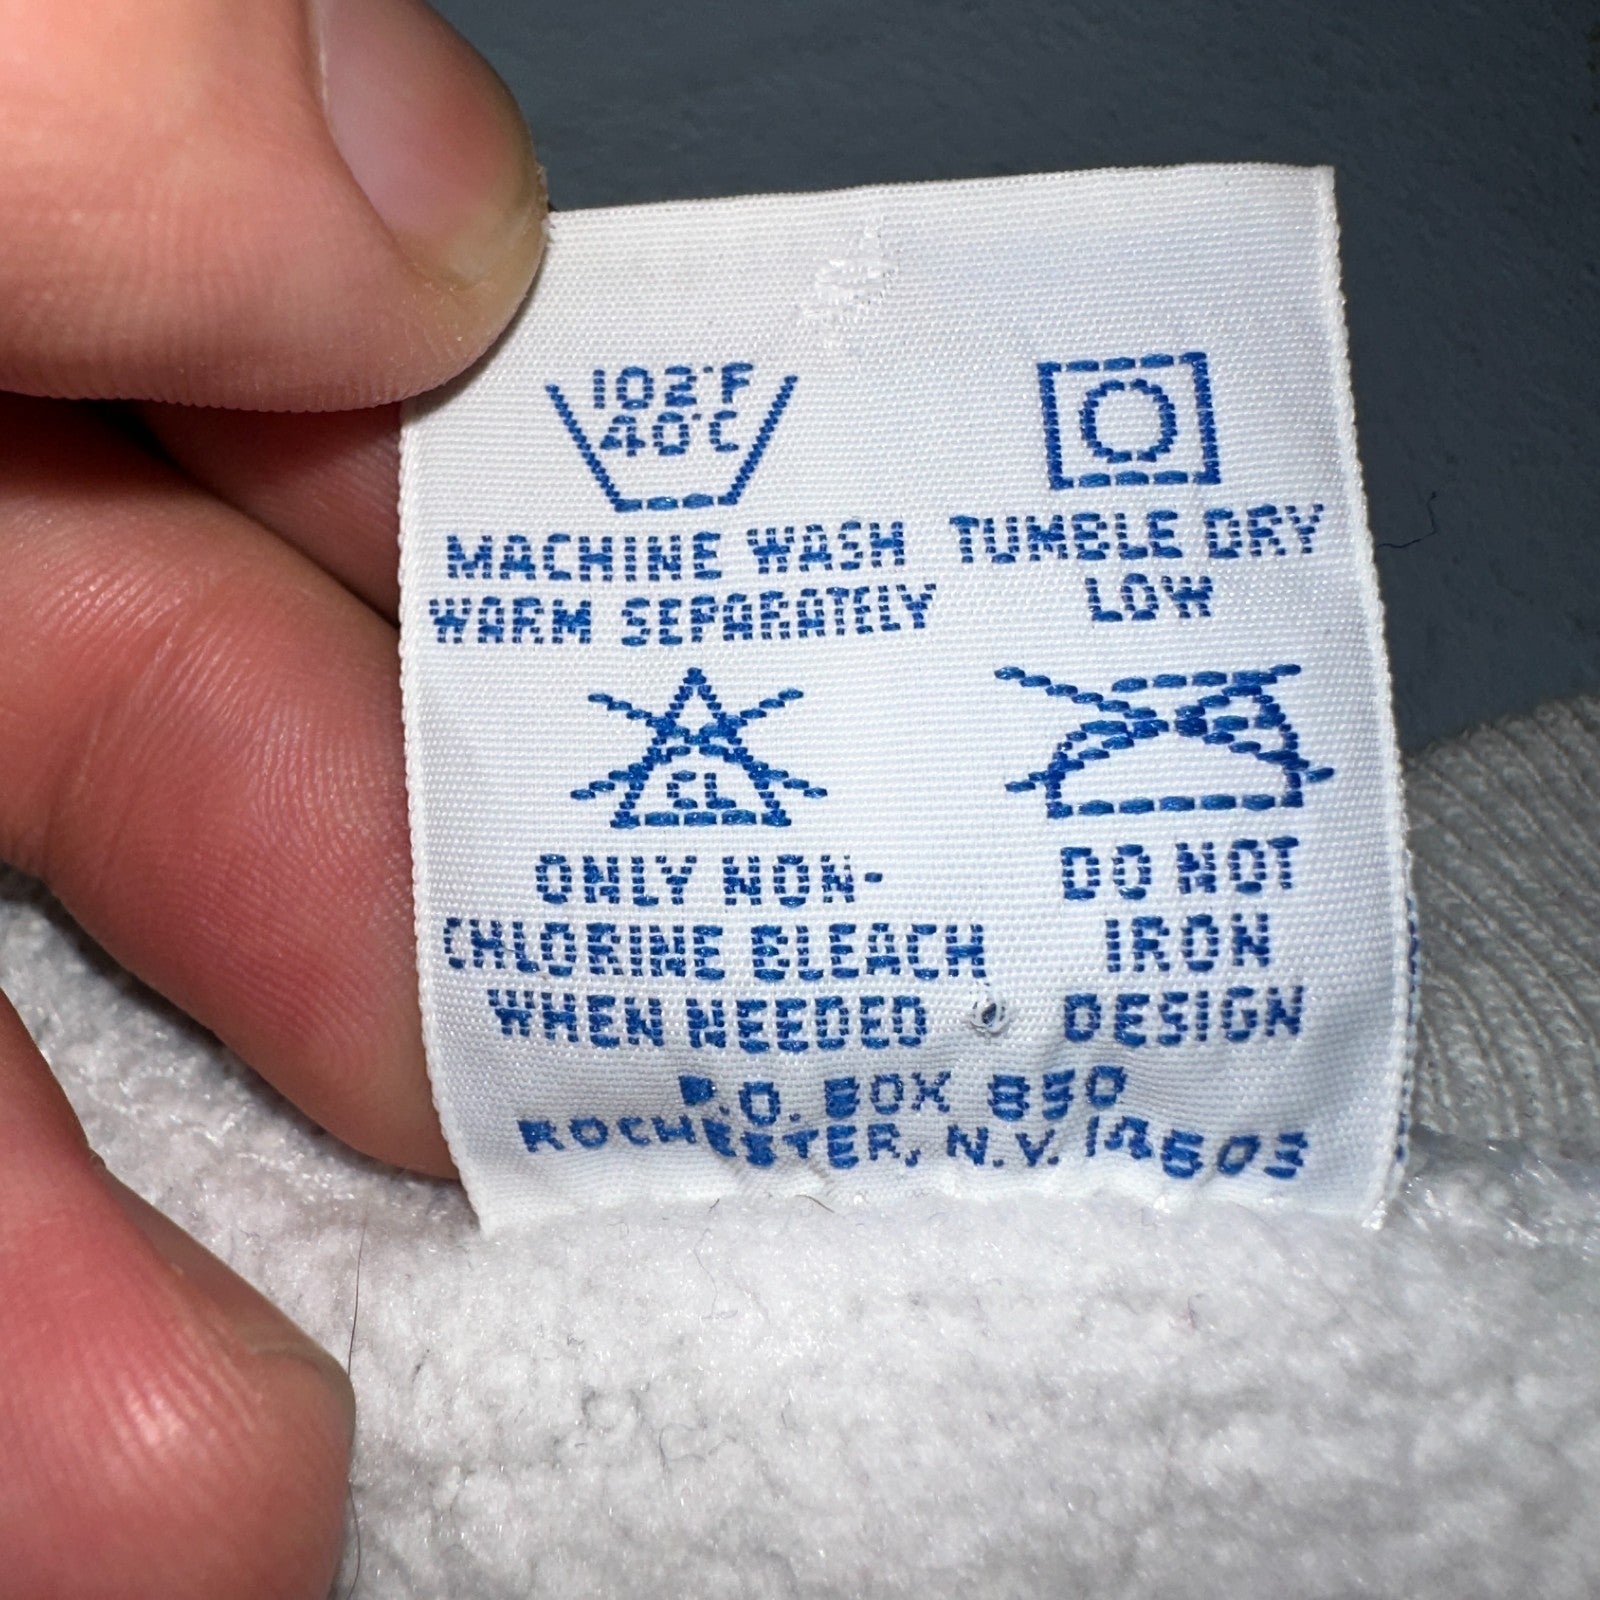 102°F
40°C
MACHINE WASH
WARM SEPARATELY
TUMBLE DRY
LOW
CL
ONLY NON-
CHLORINE BLEACH
WHEN NEEDED
DO NOT
IRON
DESIGN
P.O. BOX 850
ROCHESTER, N.Y. 14603